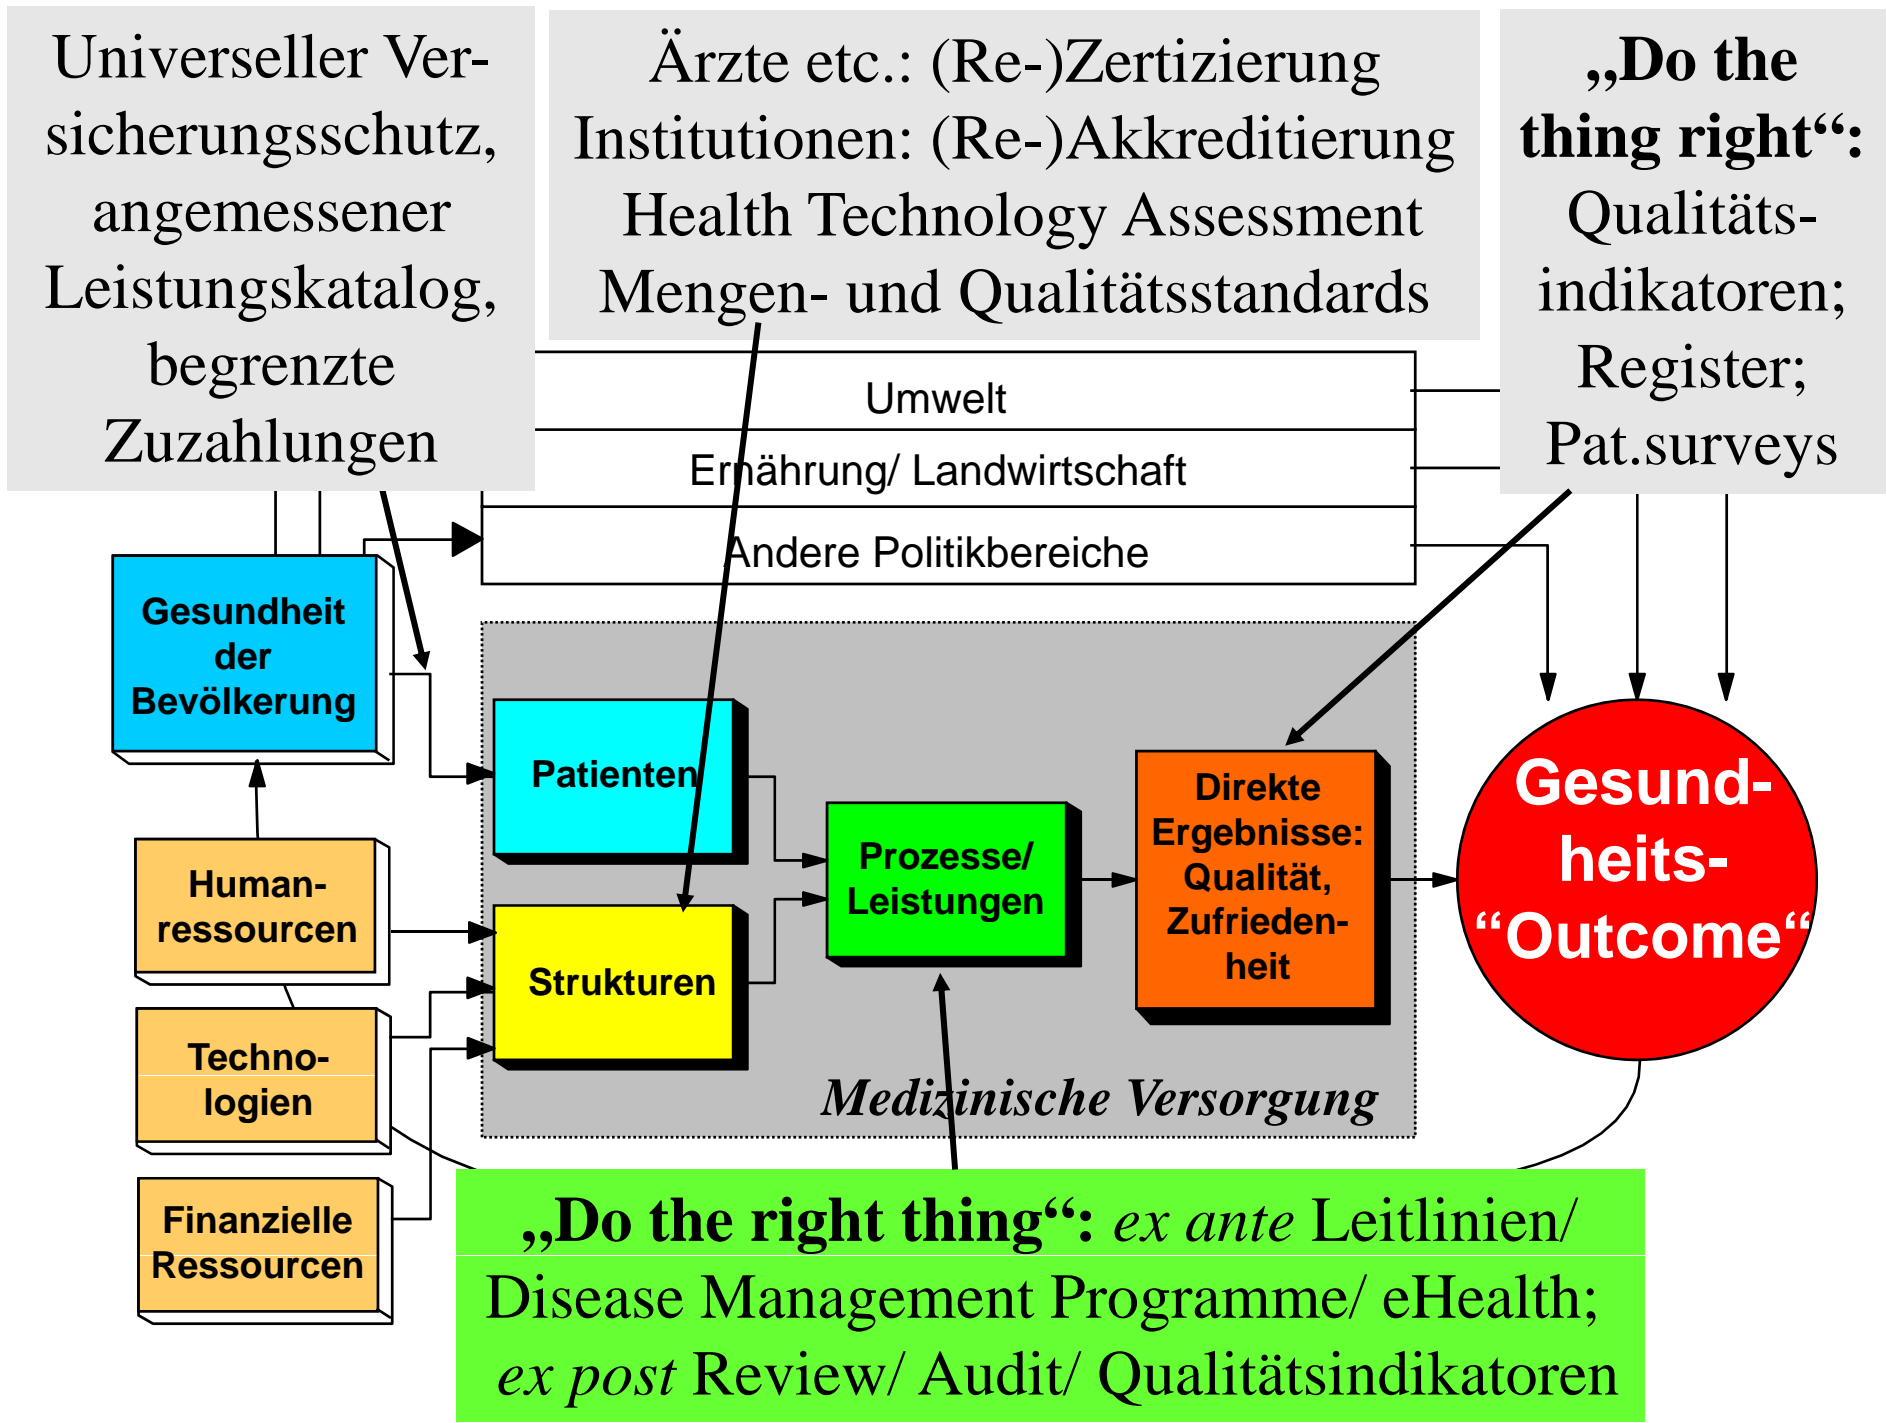 Universeller Ver-
sicherungsschutz,
angemessener
Leistungskatalog,
begrenzte
Zuzahlungen
Ärzte etc.: (Re-)Zertizierung
Institutionen: (Re-)Akkreditierung
Health Technology Assessment
Mengen- und Qualitätsstandards
„Do the
thing right“:
Qualitäts-
indikatoren;
Register;
Pat.surveys
Umwelt
Ernährung/ Landwirtschaft
Andere Politikbereiche
Gesundheit
der
Bevölkerung
Human-
ressourcen
Techno-
logien
Finanzielle
Ressourcen
Patienten
Strukturen
Prozesse/
Leistungen
Direkte
Ergebnisse:
Qualität,
Zufrieden-
heit
Gesund-
heits-
“Outcome“
Medizinische Versorgung
„Do the right thing“: ex ante Leitlinien/
Disease Management Programme/ eHealth;
ex post Review/ Audit/ Qualitätsindikatoren